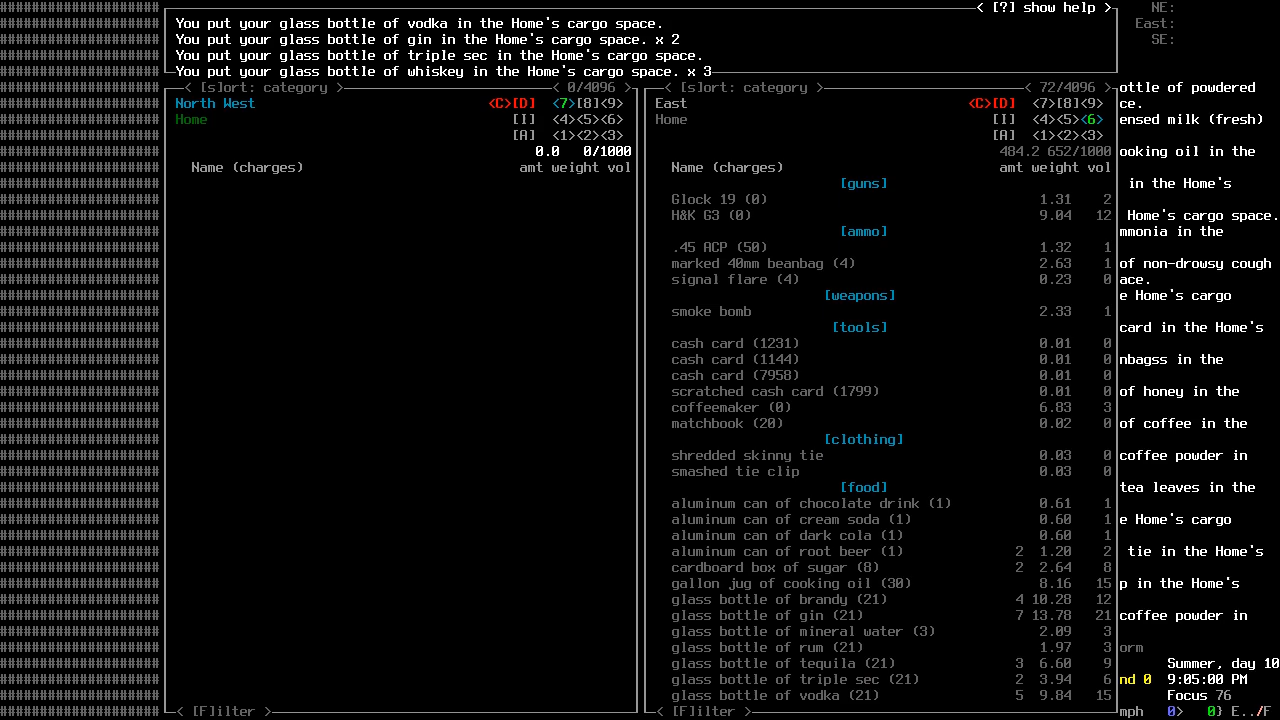 < [?] show help >
You put your glass bottle of vodka in the Home's cargo space.
You put your glass bottle of gin in the Home's cargo space. x 2
You put your glass bottle of triple sec in the Home's cargo space.
You put your glass bottle of whiskey in the Home's cargo space. x 3
NE:
East:
SE:
< [s]ort: category >
< 0/4096 >
North West
<C>[D]
<7>[8]<9>
Home
[I]
<4><5><6>
[A]
<1><2><3>
0.0 0/1000
Name (charges)
amt weight vol
< [F]ilter >
< [s]ort: category >
< 72/4096 >
East
<C>[D]
<7>[8]<9>
Home
[I]
<4><5><6>
[A]
<1><2><3>
484.2 652/1000
Name (charges) amt weight vol
[guns]
Glock 19 (0) 1.31 2
H&K G3 (0) 9.04 12
[ammo]
.45 ACP (50) 1.32 1
marked 40mm beanbag (4) 2.63 1
signal flare (4) 0.23 0
[weapons]
smoke bomb 2.33 1
[tools]
cash card (1231) 0.01 0
cash card (1144) 0.01 0
cash card (7958) 0.01 0
scratched cash card (1799) 0.01 0
coffeemaker (0) 6.83 3
matchbook (20) 0.02 0
[clothing]
shredded skinny tie 0.03 0
smashed tie clip 0.03 0
[food]
aluminum can of chocolate drink (1) 0.61 1
aluminum can of cream soda (1) 0.60 1
aluminum can of dark cola (1) 0.60 1
aluminum can of root beer (1) 2 1.20 2
cardboard box of sugar (8) 2 2.64 8
gallon jug of cooking oil (30) 8.16 15
glass bottle of brandy (21) 4 10.28 12
glass bottle of gin (21) 7 13.78 21
glass bottle of mineral water (3) 2.09 3
glass bottle of rum (21) 1.97 3
glass bottle of tequila (21) 3 6.60 9
glass bottle of triple sec (21) 2 3.94 6
glass bottle of vodka (21) 5 9.84 15
< [F]ilter >
ottle of powdered
ce.
ensed milk (fresh)
ooking oil in the
in the Home's
Home's cargo space.
mmonia in the
of non-drowsy cough
ace.
e Home's cargo
card in the Home's
nbagss in the
of honey in the
of coffee in the
coffee powder in
tea leaves in the
e Home's cargo
tie in the Home's
p in the Home's
coffee powder in
orm
Summer, day 10
nd 0 9:05:00 PM
Focus 76
mph 0> 0} E../F